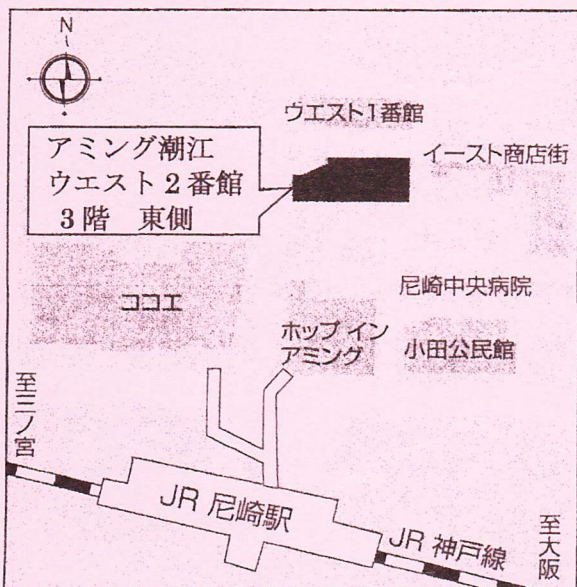 N
ウエスト1番館
イースト商店街
アミング潮江
ウエスト2番館
3階 東側
ココエ
尼崎中央病院
ホップ イン
アミング
小田公民館
至三ノ宮
JR 尼崎駅
JR 神戸線
至大阪